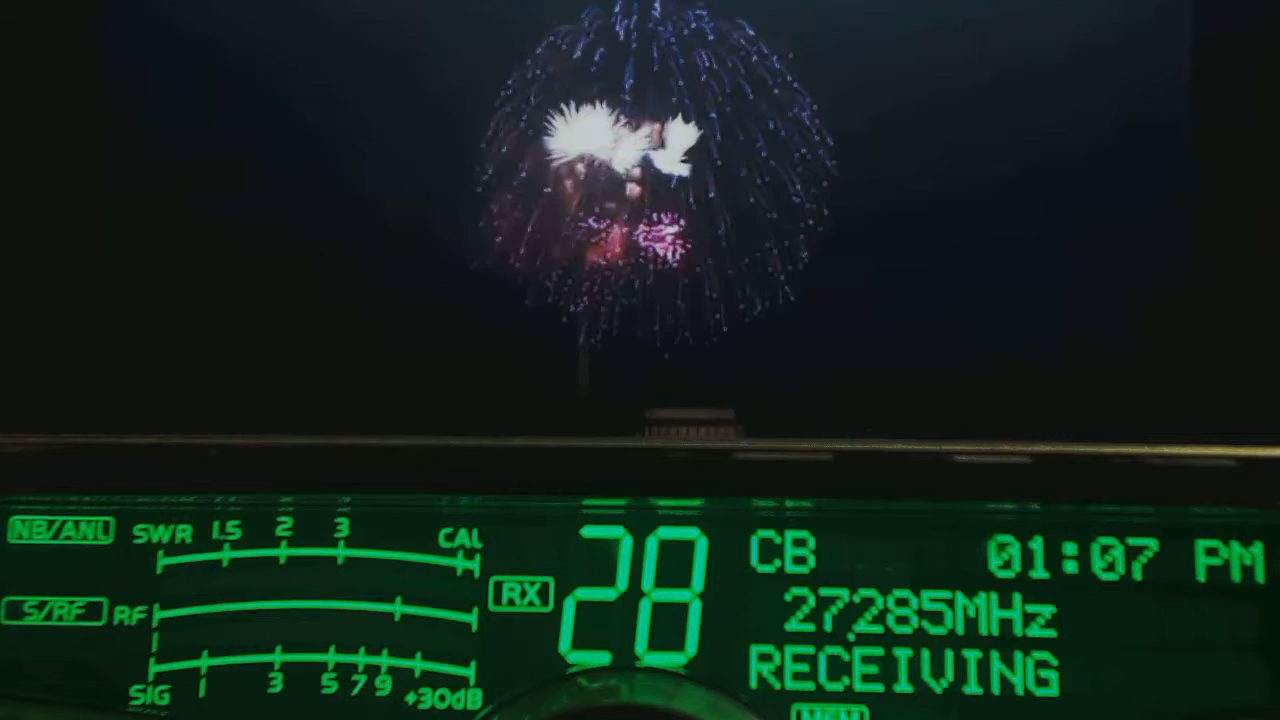 NB/ANL SWR 1.5 2 3 CAL
S/RF RF
SIG 1 3 5 7 9 +30dB
RX 28
CB 01:07 PM
27.285MHz
RECEIVING